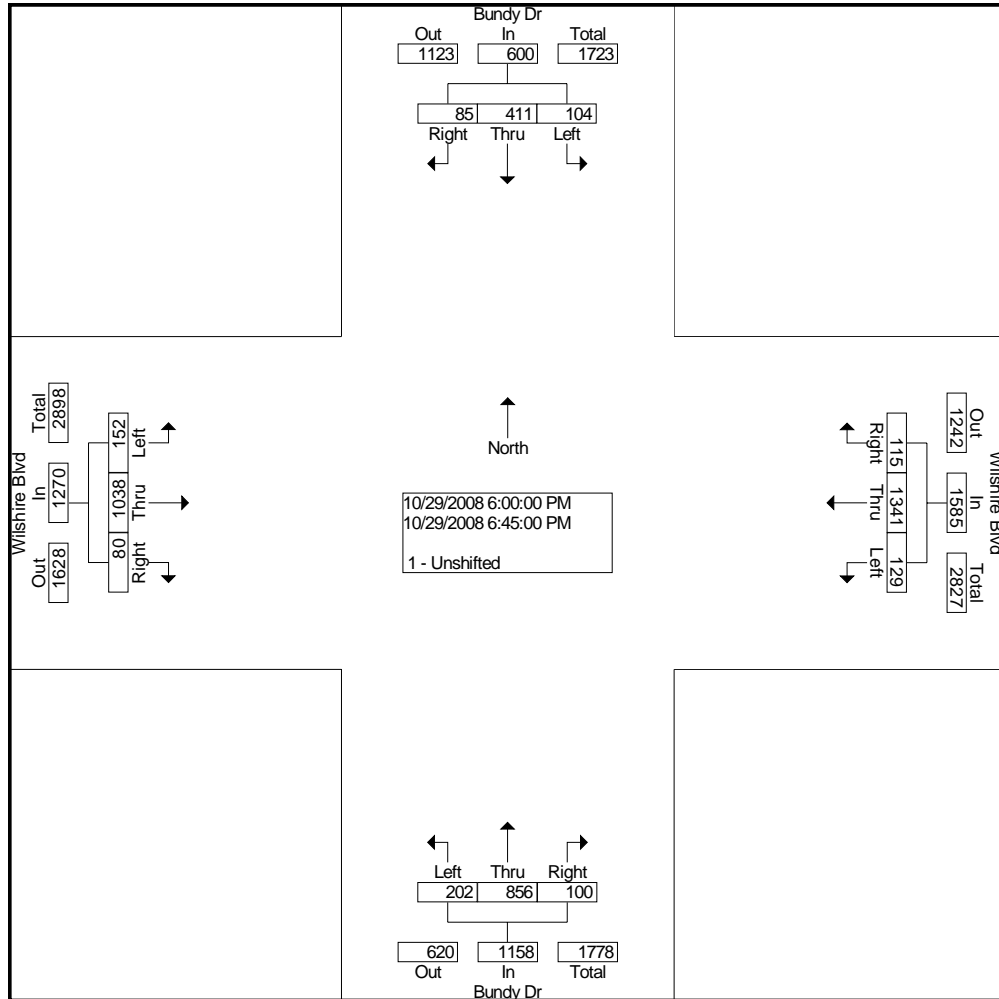 Bundy Dr
Out In Total
1123 600 1723
85 411 104
Right Thru Left
Wilshire Blvd
Total In Out
2898 1270 1628
152 1038 80
Left Thru Right
North
10/29/2008 6:00:00 PM
10/29/2008 6:45:00 PM
1 - Unshifted
Wilshire Blvd
Out In Total
1242 1585 2827
115 1341 129
Right Thru Left
Left Thru Right
202 856 100
620 1158 1778
Out In Total
Bundy Dr